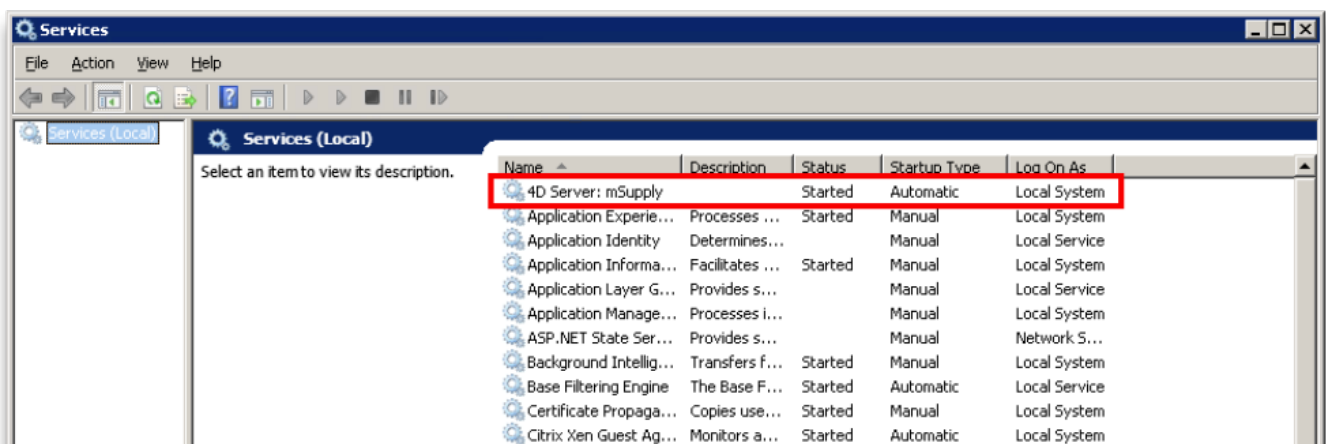 Services
File Action View Help
Services (Local)
Services (Local)
Select an item to view its description.
Name Description Status Startup Type Log On As
4D Server: mSupply Started Automatic Local System
Application Experie... Processes ... Started Manual Local System
Application Identity Determines... Manual Local Service
Application Informa... Facilitates ... Started Manual Local System
Application Layer G... Provides s... Manual Local Service
Application Manage... Processes i... Manual Local System
ASP.NET State Ser... Provides s... Manual Network S...
Background Intellig... Transfers f... Started Manual Local System
Base Filtering Engine The Base F... Started Automatic Local Service
Certificate Propaga... Copies use... Started Manual Local System
Citrix Xen Guest Ag... Monitors a... Started Automatic Local System